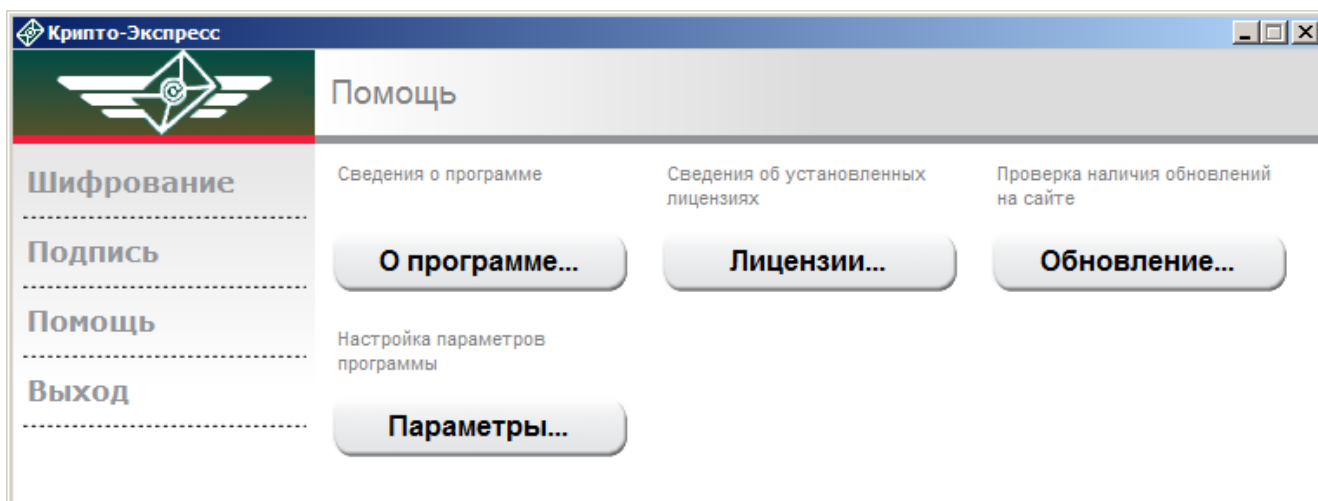 Крипто-Экспресс
Помощь
Шифрование
Подпись
Помощь
Выход
Сведения о программе
О программе...
Сведения об установленных
лицензиях
Лицензии...
Проверка наличия обновлений
на сайте
Обновление...
Настройка параметров
программы
Параметры...